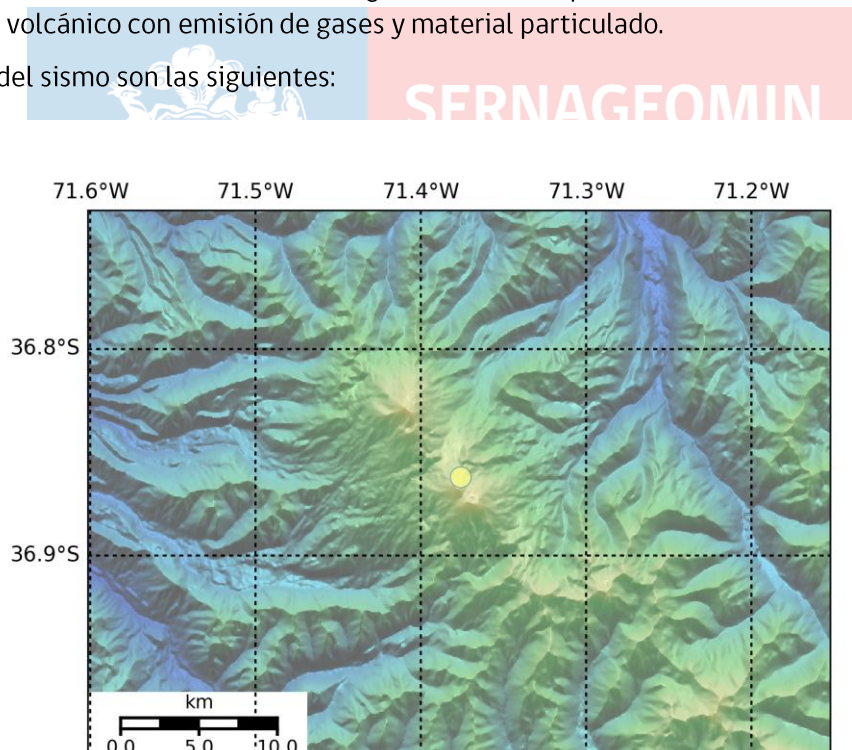 volcánico con emisión de gases y material particulado.
del sismo son las siguientes:
SERNAGEOMIN
71.6°W 71.5°W 71.4°W 71.3°W 71.2°W
36.8°S
36.9°S
km
0.0 5.0 10.0